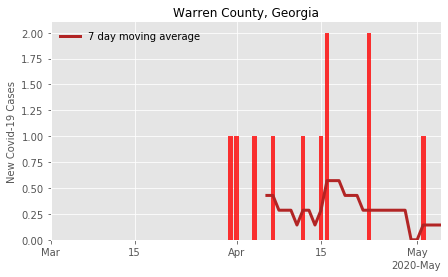 Warren County, Georgia
7 day moving average
New Covid-19 Cases
2.00
1.75
1.50
1.25
1.00
0.75
0.50
0.25
0.00
Mar 15 Apr 15 May
2020-May